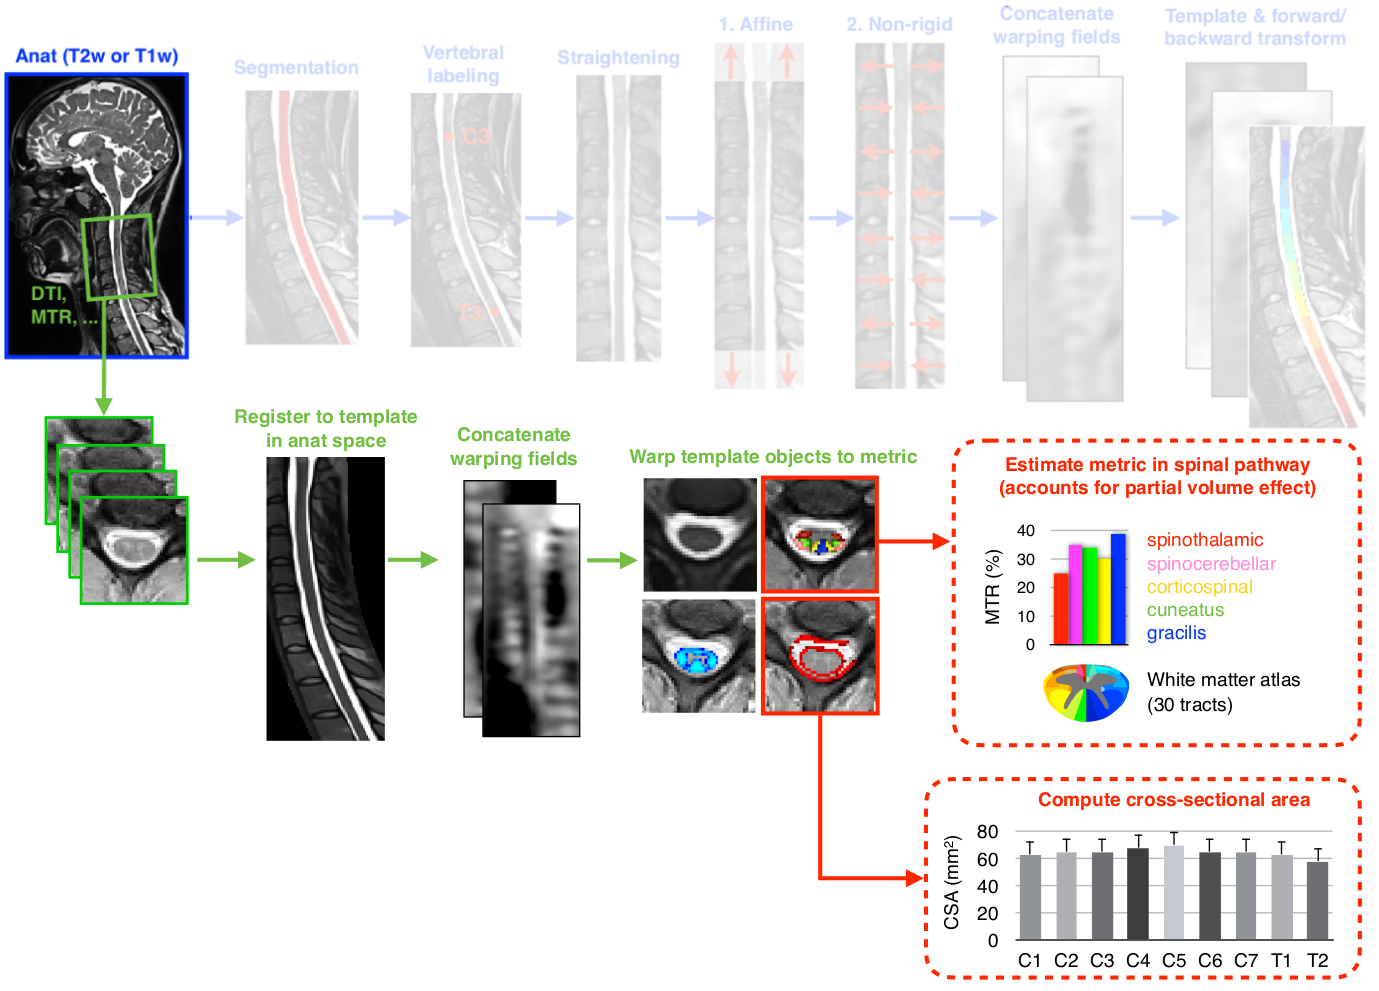 Anat (T2w or T1w)
Segmentation
Vertebral
labeling
Straightening
1. Affine
2. Non-rigid
Concatenate
warping fields
Template & forward/
backward transform
C3
T3
DTI,
MTR, ...
Register to template
in anat space
Concatenate
warping fields
Warp template objects to metric
Estimate metric in spinal pathway
(accounts for partial volume effect)
MTR (%)
40
30
20
10
0
spinothalamic
spinocerebellar
corticospinal
cuneatus
gracilis
White matter atlas
(30 tracts)
Compute cross-sectional area
CSA (mm²)
80
60
40
20
0
C1 C2 C3 C4 C5 C6 C7 T1 T2